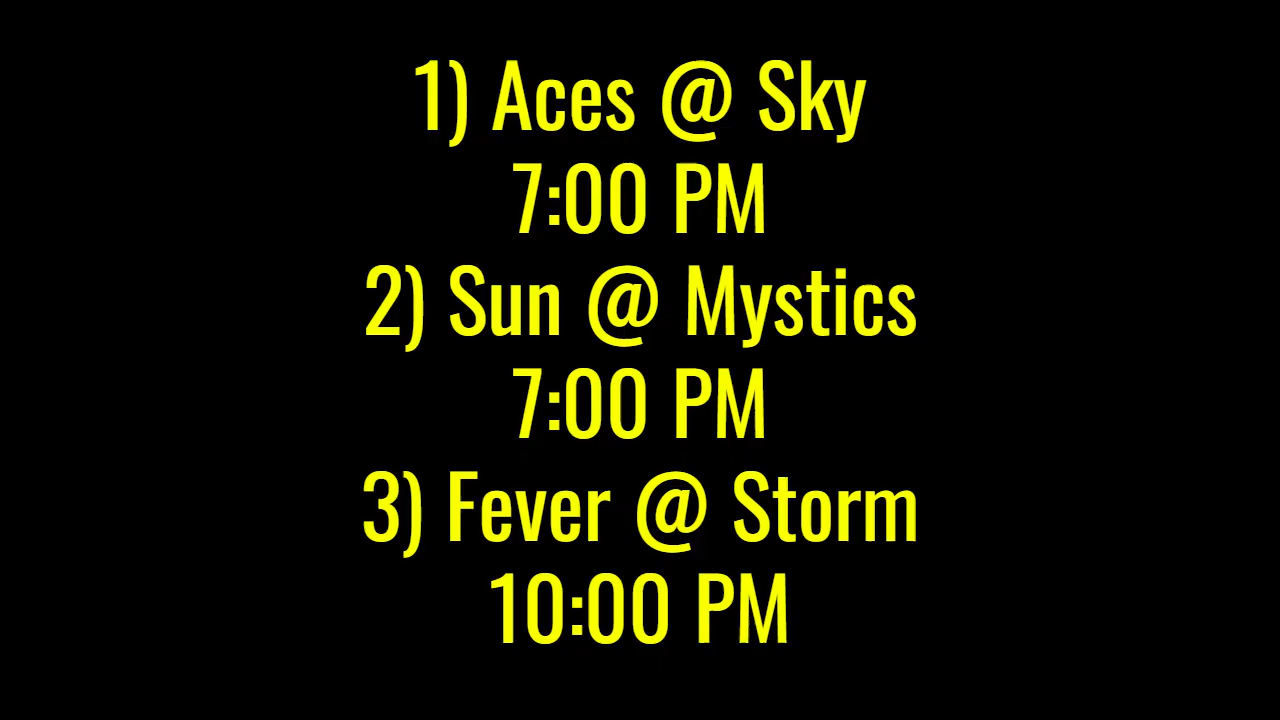 1) Aces @ Sky
7:00 PM
2) Sun @ Mystics
7:00 PM
3) Fever @ Storm
10:00 PM